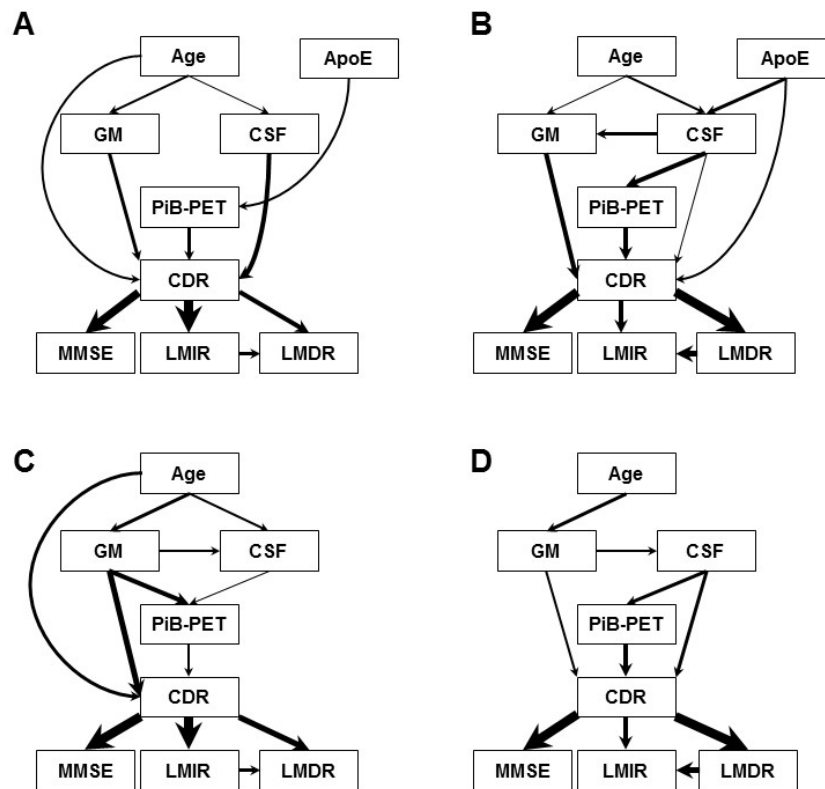 A
B
Age
ApoE
Age
ApoE
GM
CSF
GM
CSF
PiB-PET
PiB-PET
CDR
CDR
MMSE
LMIR
LMDR
MMSE
LMIR
LMDR
C
D
Age
Age
GM
CSF
GM
CSF
PiB-PET
PiB-PET
CDR
CDR
MMSE
LMIR
LMDR
MMSE
LMIR
LMDR